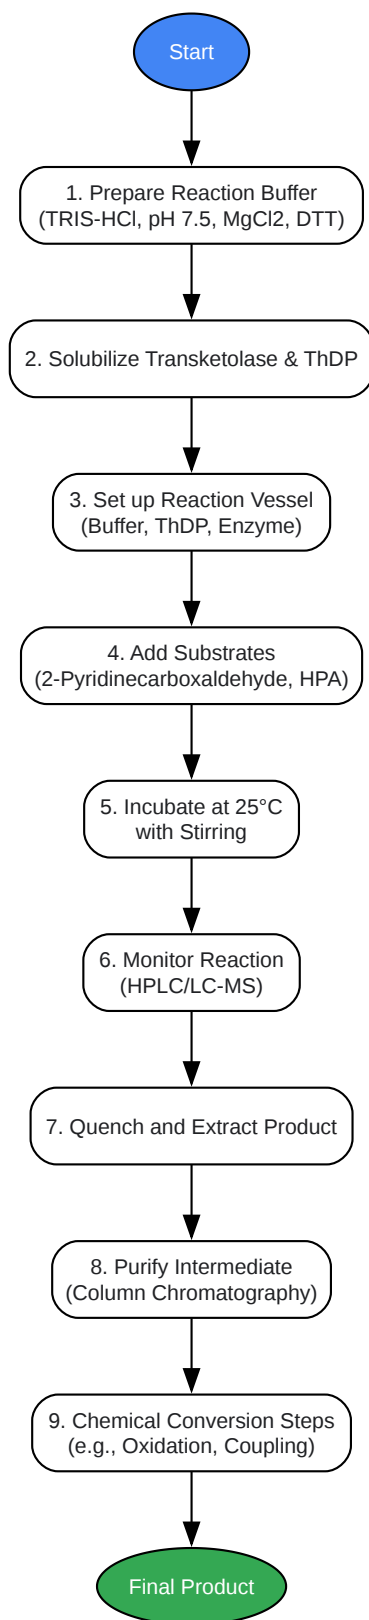 Start
1. Prepare Reaction Buffer
(TRIS-HCl, pH 7.5, MgCl2, DTT)
2. Solubilize Transketolase & ThDP
3. Set up Reaction Vessel
(Buffer, ThDP, Enzyme)
4. Add Substrates
(2-Pyridinecarboxaldehyde, HPA)
5. Incubate at 25°C
with Stirring
6. Monitor Reaction
(HPLC/LC-MS)
7. Quench and Extract Product
8. Purify Intermediate
(Column Chromatography)
9. Chemical Conversion Steps
(e.g., Oxidation, Coupling)
Final Product